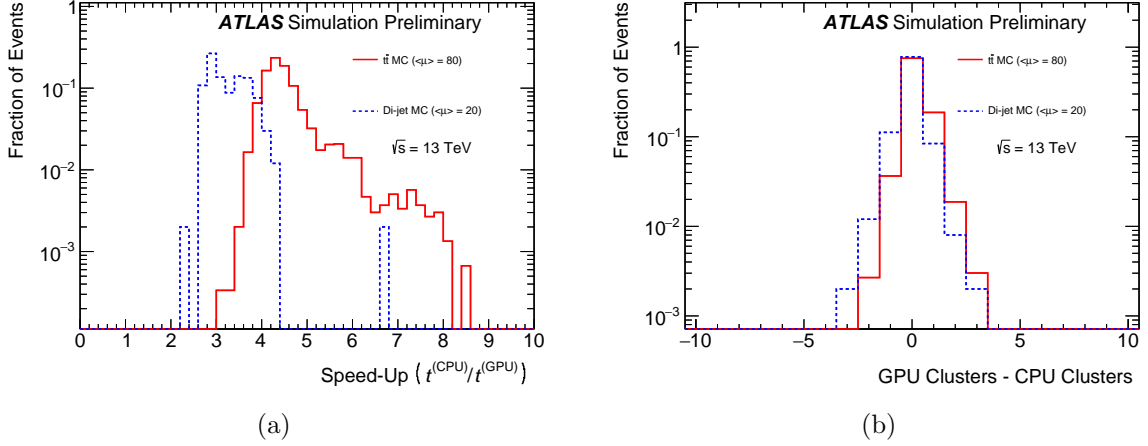 ATLAS Simulation Preliminary
Fraction of Events
1
10⁻¹
10⁻²
10⁻³
tt̄ MC (<μ> = 80)
Di-jet MC (<μ> = 20)
√s = 13 TeV
0 1 2 3 4 5 6 7 8 9 10
Speed-Up (t^(CPU)/t^(GPU))
(a)
ATLAS Simulation Preliminary
Fraction of Events
1
10⁻¹
10⁻²
10⁻³
tt̄ MC (<μ> = 80)
Di-jet MC (<μ> = 20)
√s = 13 TeV
−10 −5 0 5 10
GPU Clusters - CPU Clusters
(b)